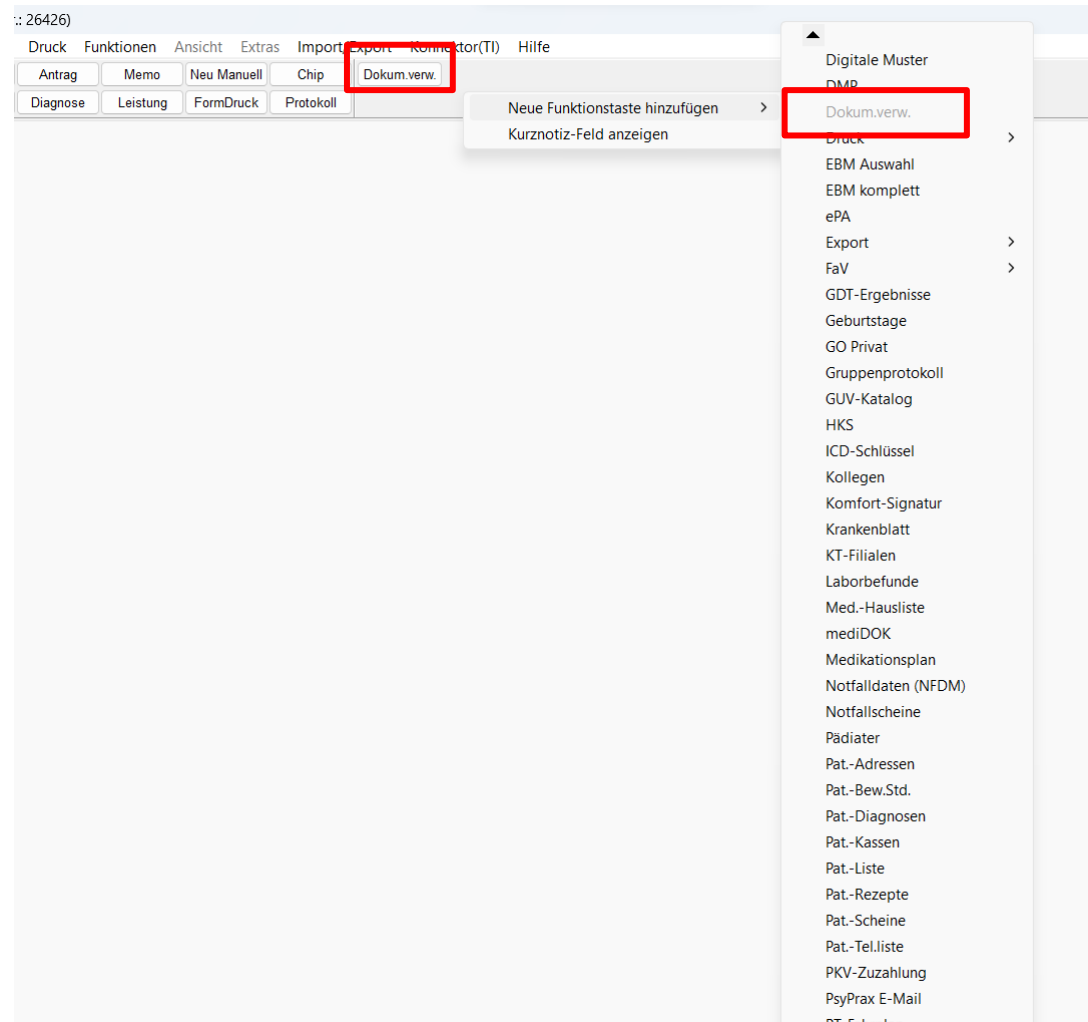 .: 26426)
Druck Funktionen Ansicht Extras Import/Export Konnektor(TI) Hilfe
Antrag Memo Neu Manuell Chip Dokum.verw.
Diagnose Leistung FormDruck Protokoll
Neue Funktionstaste hinzufügen
Kurznotiz-Feld anzeigen
Digitale Muster
DMP
Dokum.verw.
Druck
EBM Auswahl
EBM komplett
ePA
Export
FaV
GDT-Ergebnisse
Geburtstage
GO Privat
Gruppenprotokoll
GUV-Katalog
HKS
ICD-Schlüssel
Kollegen
Komfort-Signatur
Krankenblatt
KT-Filialen
Laborbefunde
Med.-Hausliste
mediDOK
Medikationsplan
Notfalldaten (NFDM)
Notfallscheine
Pädiater
Pat.-Adressen
Pat.-Bew.Std.
Pat.-Diagnosen
Pat.-Kassen
Pat.-Liste
Pat.-Rezepte
Pat.-Scheine
Pat.-Tel.liste
PKV-Zuzahlung
PsyPrax E-Mail